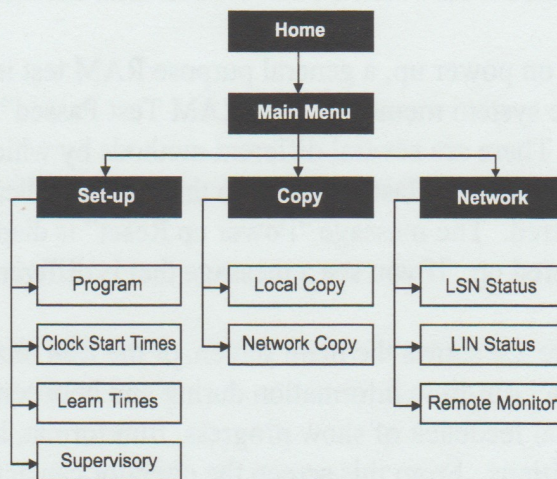 Home
Main Menu
Set-up
Copy
Network
Program
Clock Start Times
Learn Times
Supervisory
Local Copy
Network Copy
LSN Status
LIN Status
Remote Monitor